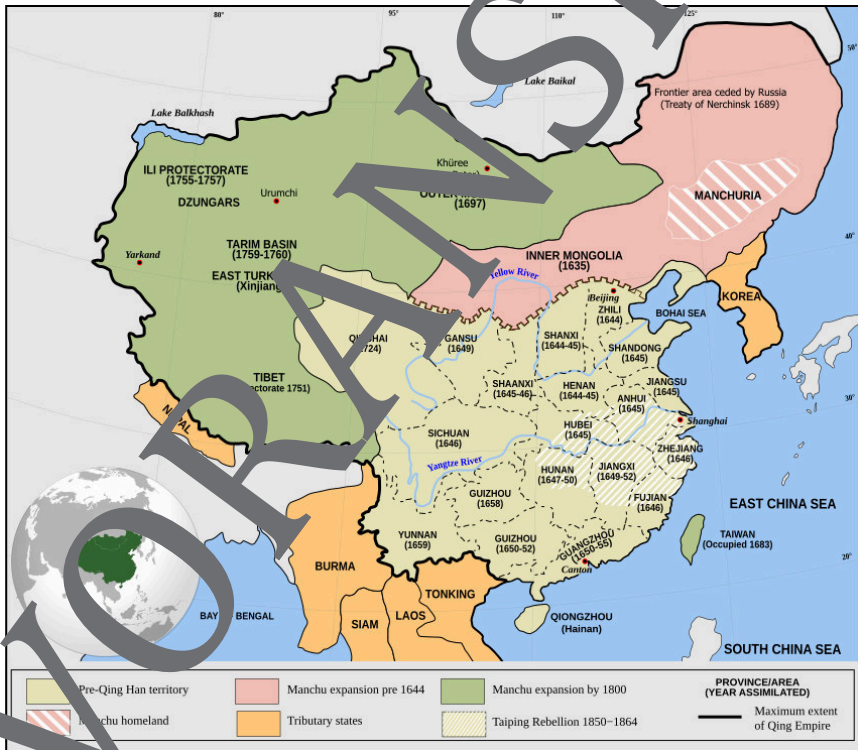 80°
95°
110°
125°
50°
Lake Baikal
Lake Balkhash
Frontier area ceded by Russia
(Treaty of Nerchinsk 1689)
Khüree
ILI PROTECTORATE
(1755-1757)
DZUNGARS
Urumchi
OUTER
(1697)
MANCHURIA
40°
TARIM BASIN
(1759-1760)
Yarkand
INNER MONGOLIA
(1635)
EAST
(Xinjiang
Yellow River
Beijing
ZHILI
(1644)
KOREA
BOHAI SEA
GANSU
(1649)
SHANXI
(1644-45)
SHANDONG
(1645)
TIBET
1751)
SHAANXI
(1645-46)
HENAN
(1644-45)
JIANGSU
(1645)
ANHUI
(1645)
30°
Shanghai
HUBEI
(1645)
SICHUAN
(1646)
ZHEJIANG
(1646)
Yangtze River
HUNAN
(1647-50)
JIANGXI
(1649-52)
GUIZHOU
(1658)
FUJIAN
(1646)
EAST CHINA SEA
YUNNAN
(1659)
GUIZHOU
(1650-52)
GUANGZHOU
(1650-55)
TAIWAN
(Occupied 1683)
20°
Canton
BURMA
TONKING
BAY BENGAL
SIAM
LAOS
QIONGZHOU
(Hainan)
SOUTH CHINA SEA
Pre-Qing Han territory
Manchu expansion pre 1644
Manchu expansion by 1800
PROVINCE/AREA
(YEAR ASSIMILATED)
homeland
Tributary states
Taiping Rebellion 1850−1864
Maximum extent
of Qing Empire